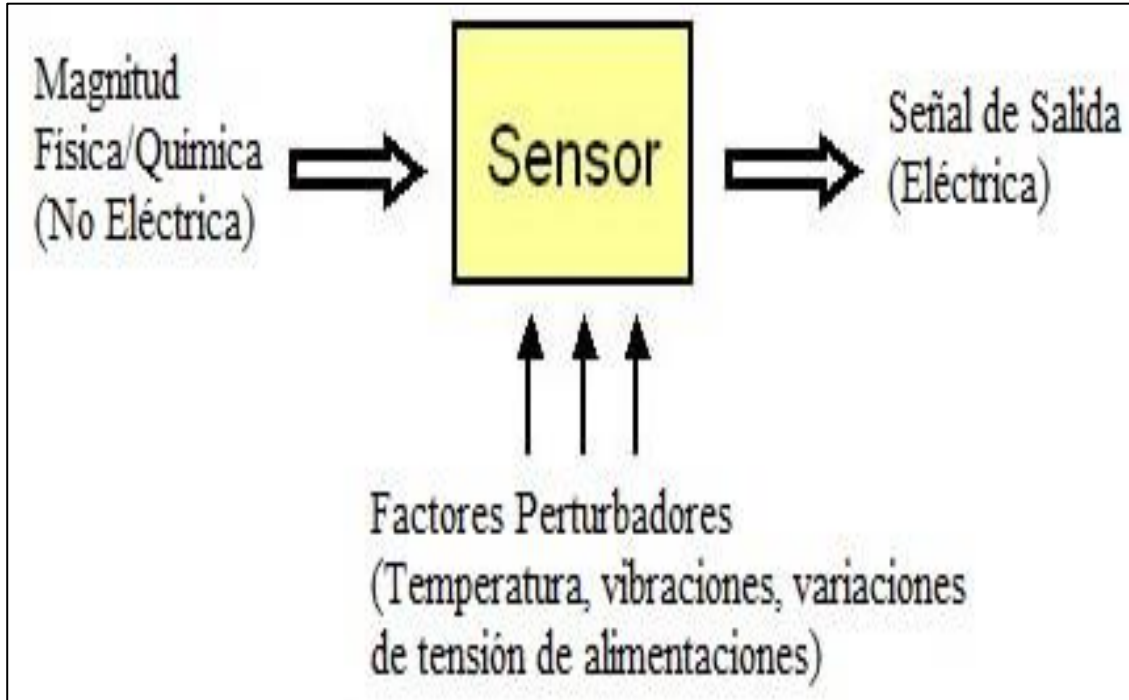 Magnitud
Física/Química
(No Eléctrica)
Sensor
Señal de Salida
(Eléctrica)
Factores Perturbadores
(Temperatura, vibraciones, variaciones
de tensión de alimentaciones)